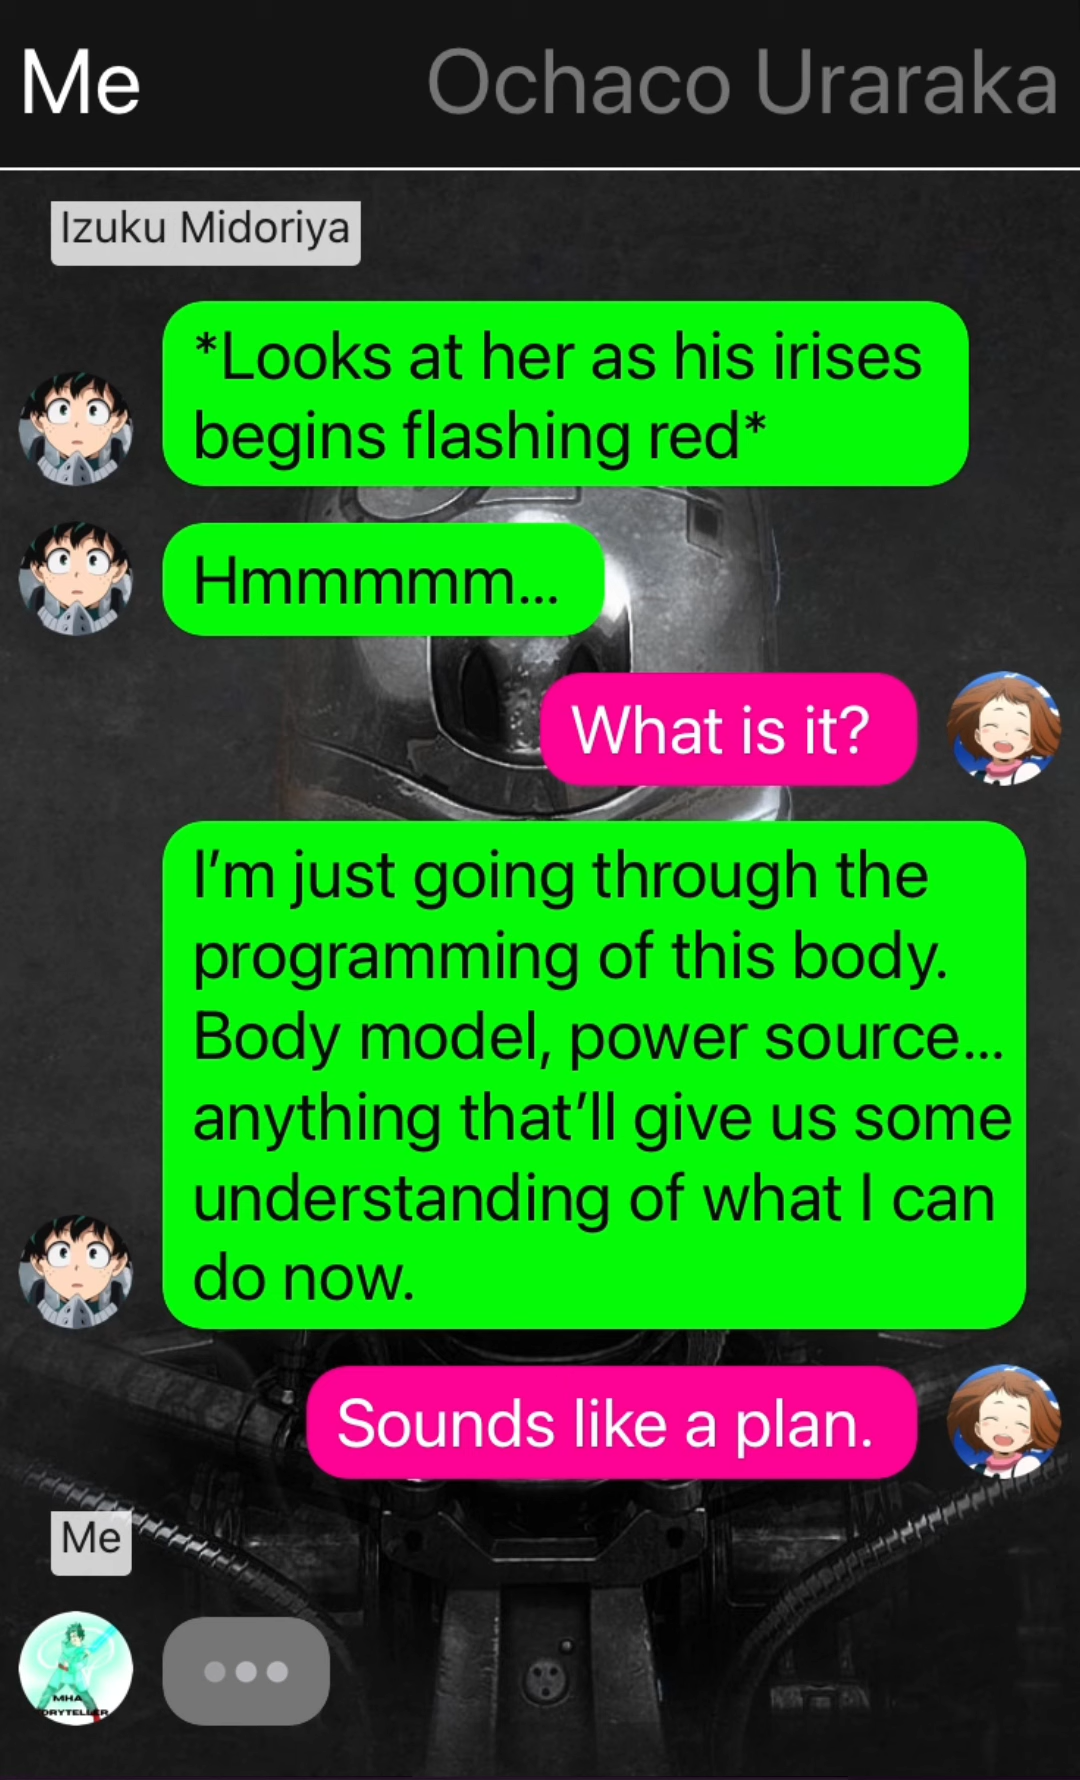 Me
Ochaco Uraraka
Izuku Midoriya
*Looks at her as his irises
begins flashing red*
Hmmmmm...
What is it?
I’m just going through the
programming of this body.
Body model, power source...
anything that’ll give us some
understanding of what I can
do now.
Sounds like a plan.
Me
MHA